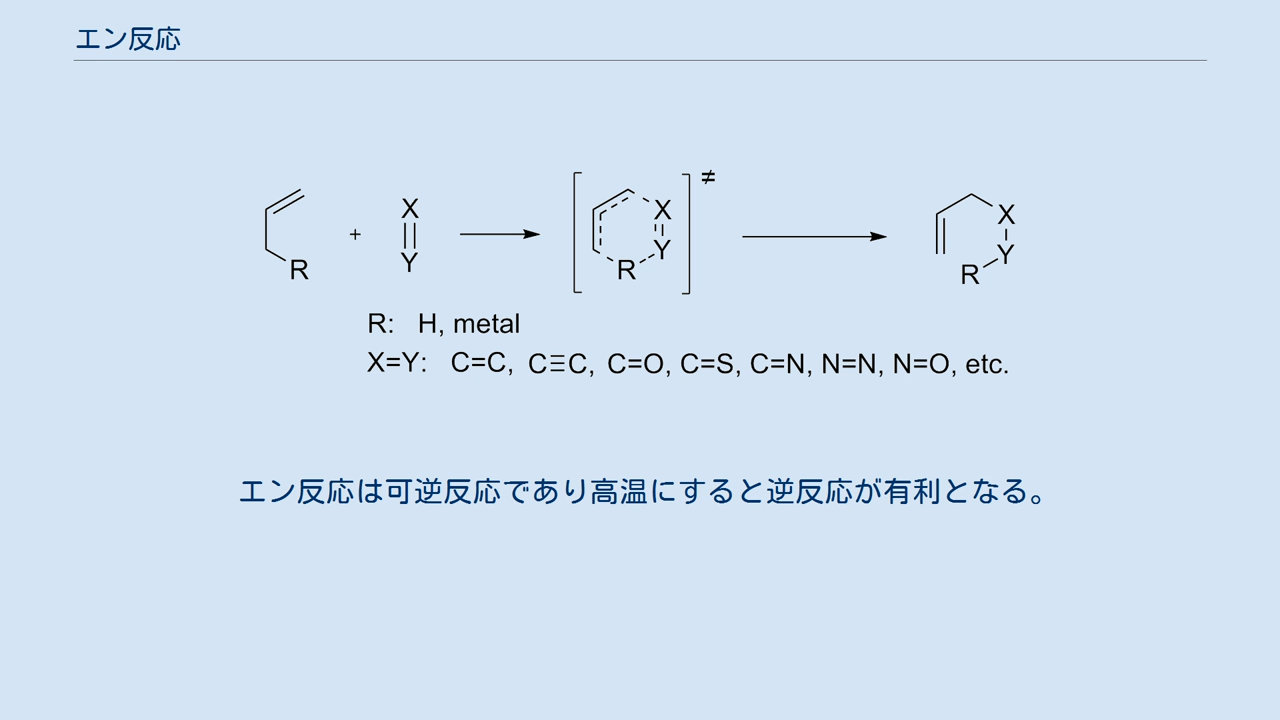 エン反応
R + X Y [ X Y R ] ≠ X Y R
R: H, metal
X=Y: C=C, C≡C, C=O, C=S, C=N, N=N, N=O, etc.
エン反応は可逆反応であり高温にすると逆反応が有利となる。